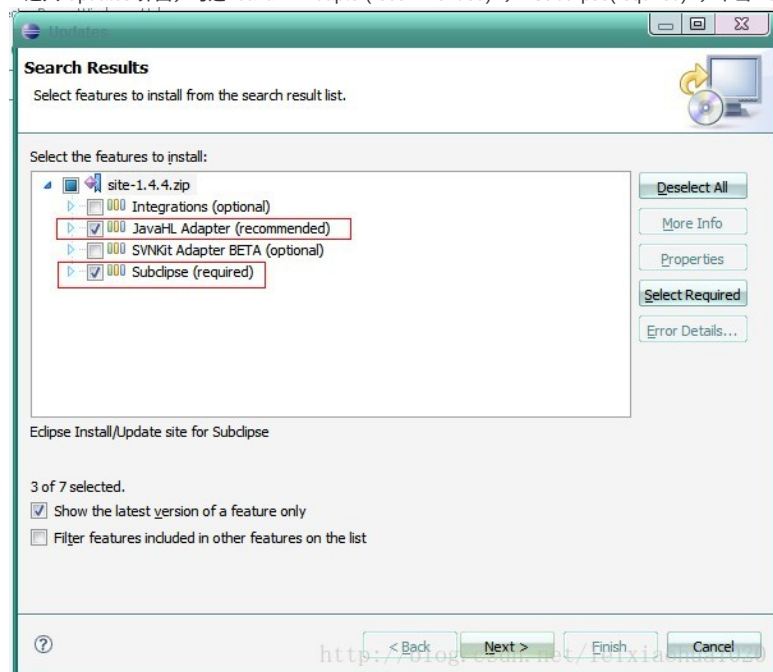 Updates
Search Results
Select features to install from the search result list.
Select the features to install:
site-1.4.4.zip
Integrations (optional)
JavaHL Adapter (recommended)
SVNKit Adapter BETA (optional)
Subclipse (required)
Deselect All
More Info
Properties
Select Required
Error Details...
Eclipse Install/Update site for Subclipse
3 of 7 selected.
Show the latest version of a feature only
Filter features included in other features on the list
< Back
Next >
Finish
Cancel